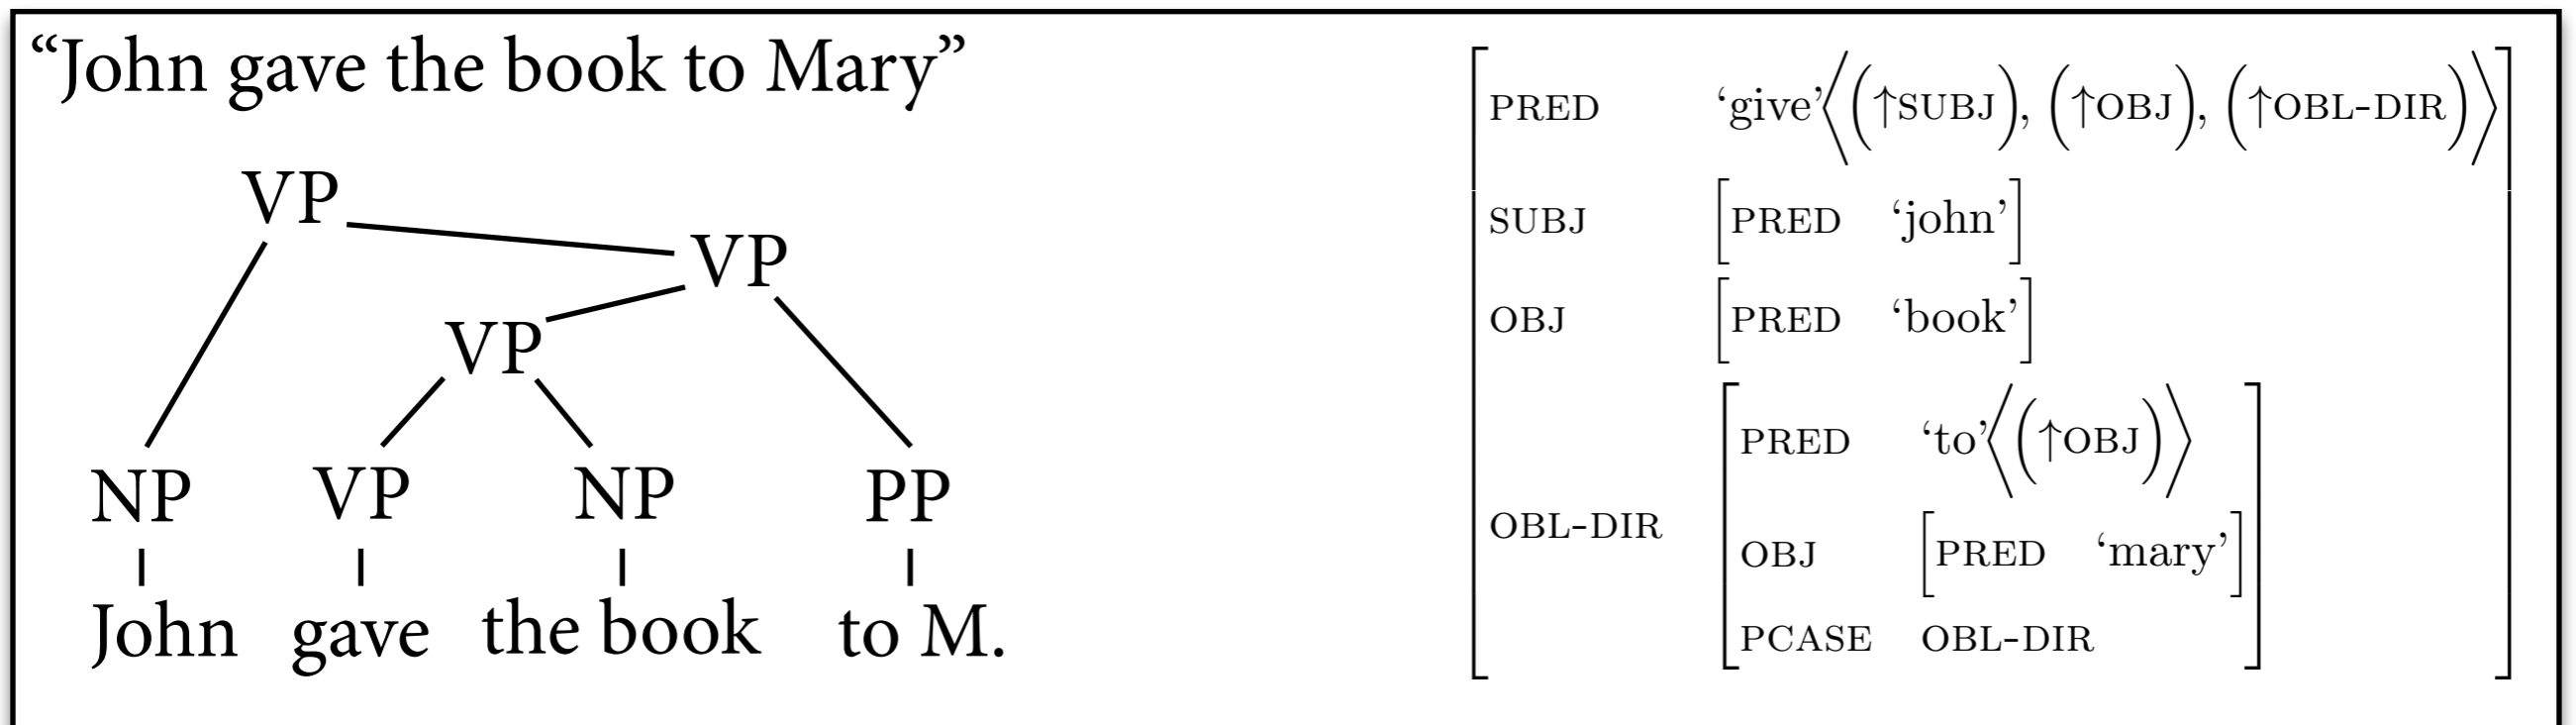 “John gave the book to Mary”
VP
VP
VP
NP VP NP PP
John gave the book to M.
PRED ‘give’⟨(↑SUBJ), (↑OBJ), (↑OBL-DIR)⟩
SUBJ [PRED ‘john’]
OBJ [PRED ‘book’]
OBL-DIR
PRED ‘to’⟨(↑OBJ)⟩
OBJ [PRED ‘mary’]
PCASE OBL-DIR